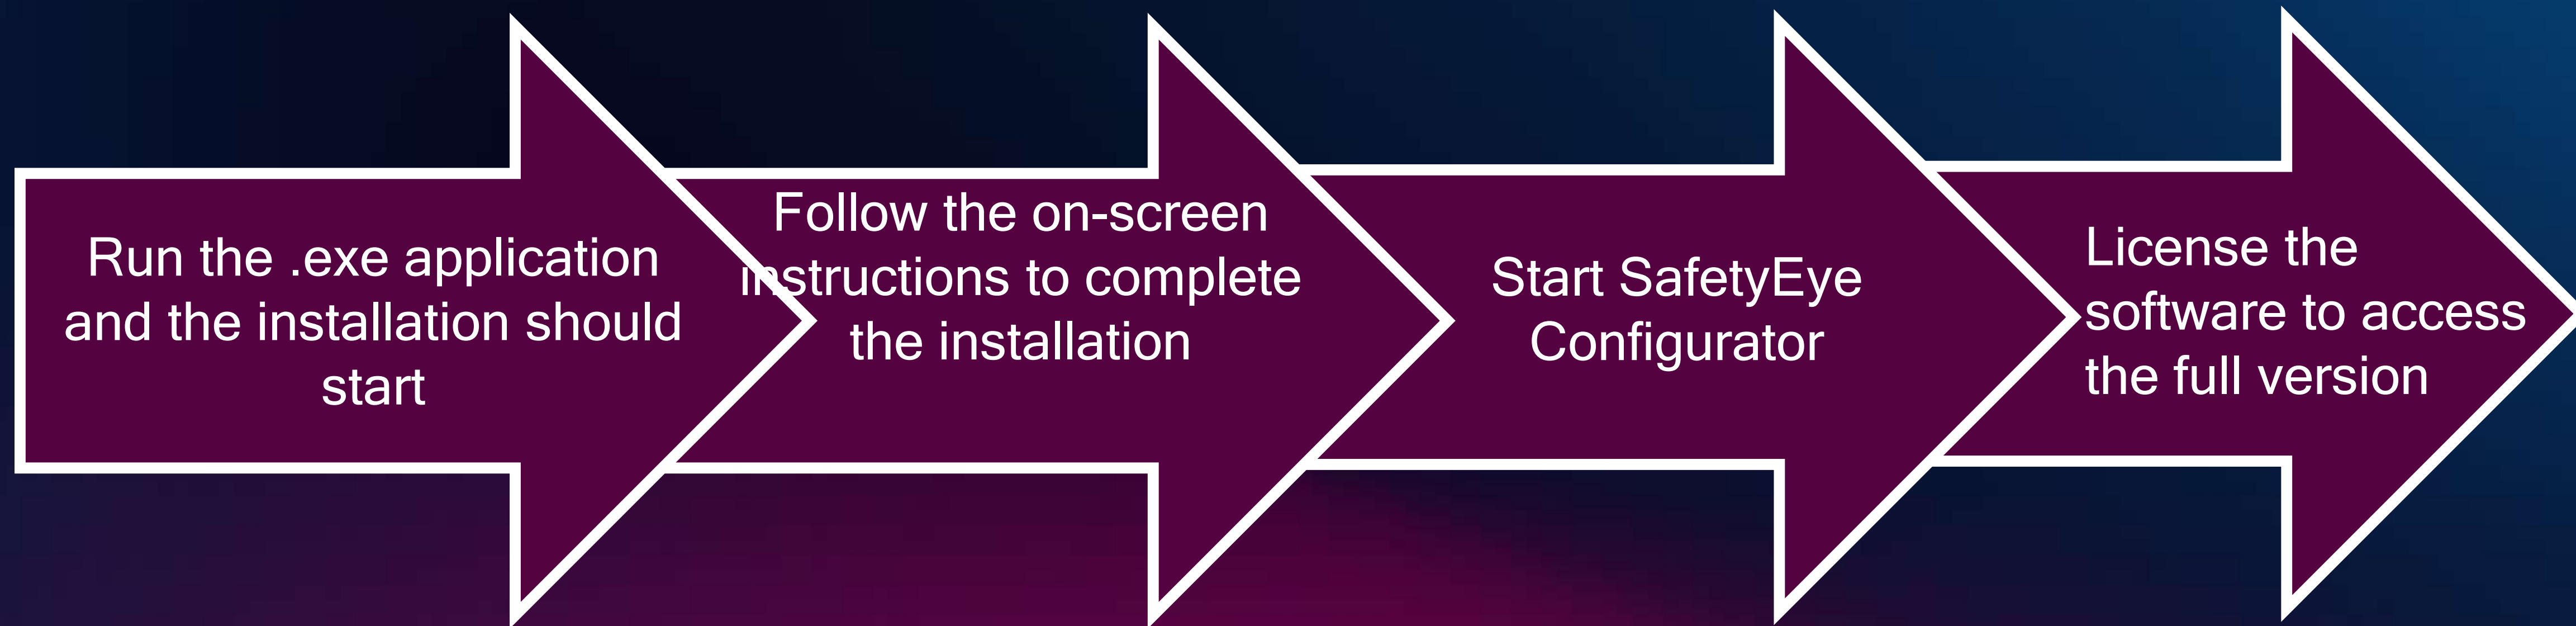 Run the .exe application
and the installation should
start
Follow the on-screen
instructions to complete
the installation
Start SafetyEye
Configurator
License the
software to access
the full version